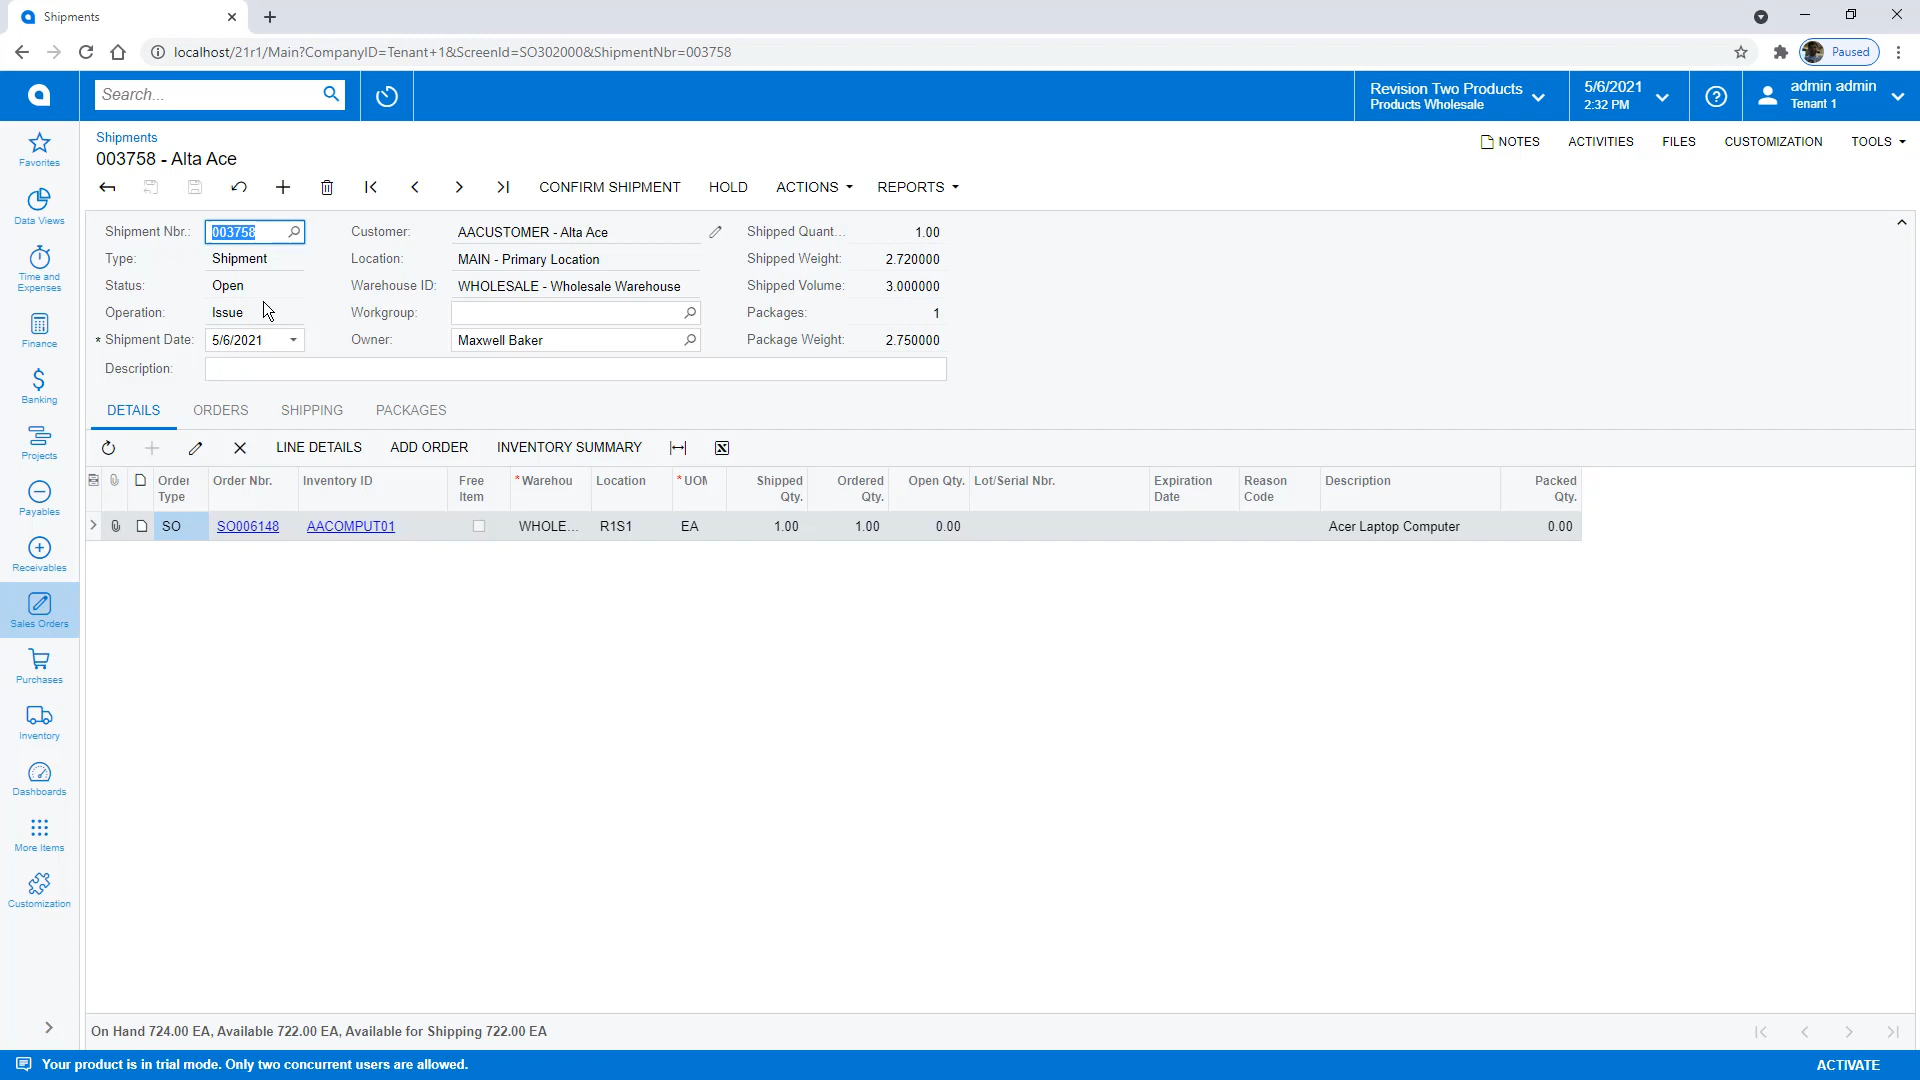 Shipments
localhost/21r1/Main?CompanyID=Tenant+1&ScreenId=SO302000&ShipmentNbr=003758
Paused
Search...
Revision Two Products
Products Wholesale
5/6/2021
2:32 PM
admin admin
Tenant 1
Favorites
Data Views
Time and
Expenses
Finance
Banking
Projects
Payables
Receivables
Sales Orders
Purchases
Inventory
Dashboards
More Items
Customization
Shipments
003758 - Alta Ace
NOTES ACTIVITIES FILES CUSTOMIZATION TOOLS
CONFIRM SHIPMENT HOLD ACTIONS REPORTS
Shipment Nbr.: 003758 Customer: AACUSTOMER - Alta Ace Shipped Quant... 1.00
Type: Shipment Location: MAIN - Primary Location Shipped Weight: 2.720000
Status: Open Warehouse ID: WHOLESALE - Wholesale Warehouse Shipped Volume: 3.000000
Operation: Issue Workgroup: Packages: 1
* Shipment Date: 5/6/2021 Owner: Maxwell Baker Package Weight: 2.750000
Description:
DETAILS ORDERS SHIPPING PACKAGES
LINE DETAILS ADD ORDER INVENTORY SUMMARY
Order Type Order Nbr. Inventory ID Free Item * Warehou Location * UOM Shipped Qty. Ordered Qty. Open Qty. Lot/Serial Nbr. Expiration Date Reason Code Description Packed Qty.
SO SO006148 AACOMPUT01 WHOLE... R1S1 EA 1.00 1.00 0.00 Acer Laptop Computer 0.00
On Hand 724.00 EA, Available 722.00 EA, Available for Shipping 722.00 EA
Your product is in trial mode. Only two concurrent users are allowed.
ACTIVATE